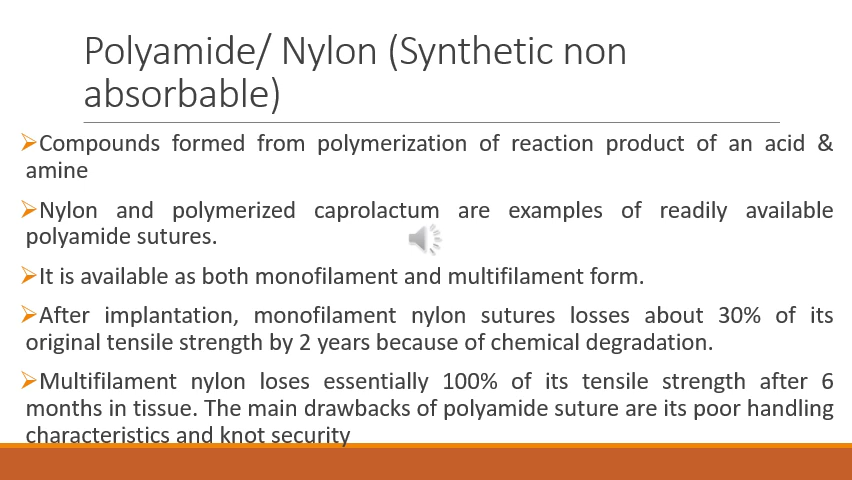 Polyamide/ Nylon (Synthetic non
absorbable)
➢Compounds formed from polymerization of reaction product of an acid &
amine
➢Nylon and polymerized caprolactum are examples of readily available
polyamide sutures.
➢It is available as both monofilament and multifilament form.
➢After implantation, monofilament nylon sutures losses about 30% of its
original tensile strength by 2 years because of chemical degradation.
➢Multifilament nylon loses essentially 100% of its tensile strength after 6
months in tissue. The main drawbacks of polyamide suture are its poor handling
characteristics and knot security